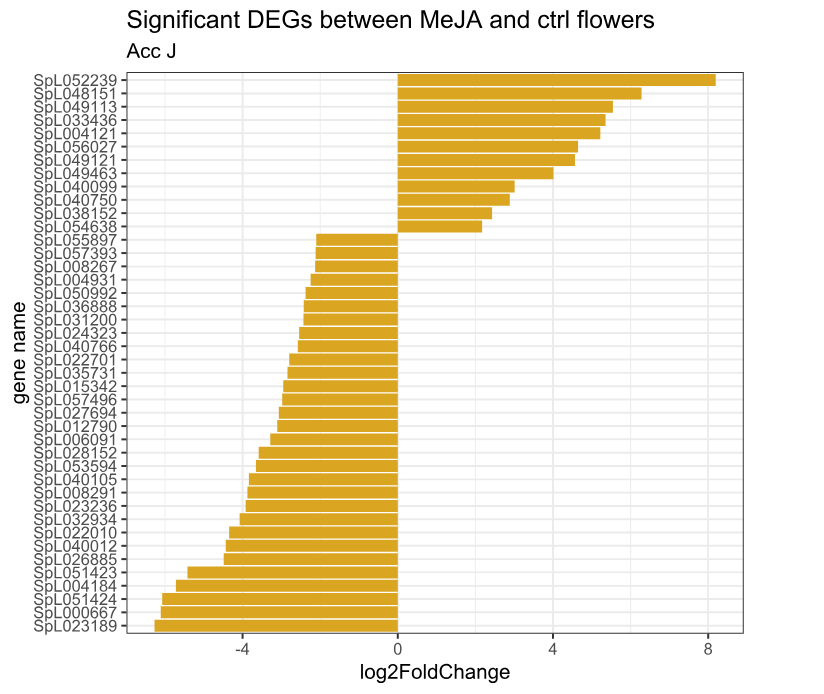 Significant DEGs between MeJA and ctrl flowers
Acc J
SpL052239
SpL048151
SpL049113
SpL033436
SpL004121
SpL056027
SpL049121
SpL049463
SpL040099
SpL040750
SpL038152
SpL054638
SpL055897
SpL057393
SpL008267
SpL004931
SpL050992
SpL036888
SpL031200
SpL024323
SpL040766
SpL022701
SpL035731
SpL015342
SpL057496
SpL027694
SpL012790
SpL006091
SpL028152
SpL053594
SpL040105
SpL008291
SpL023236
SpL032934
SpL022010
SpL040012
SpL026885
SpL051423
SpL004184
SpL051424
SpL000667
SpL023189
gene name
-4 0 4 8
log2FoldChange